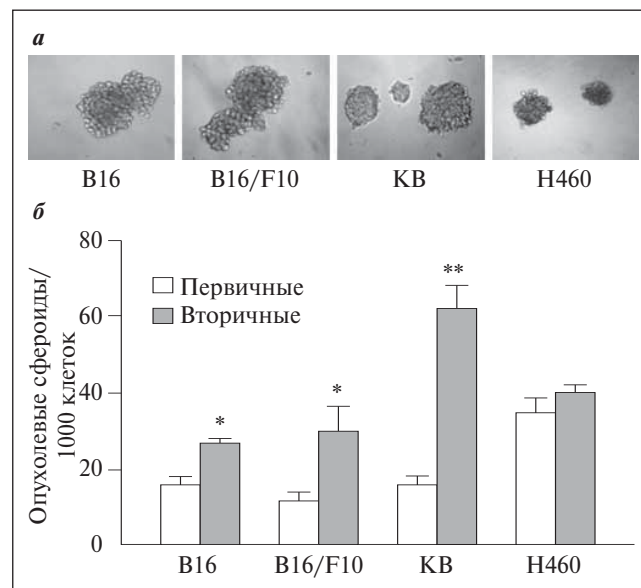 а
B16
B16/F10
KB
H460
б
Опухолевые сфероиды/
1000 клеток
80
60
40
20
0
Первичные
Вторичные
*
*
**
B16
B16/F10
KB
H460